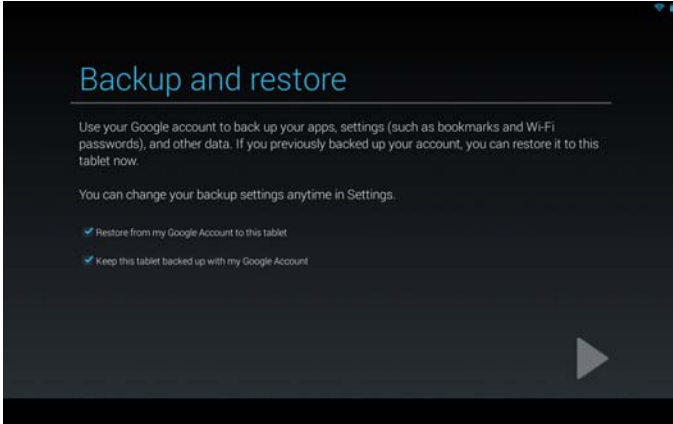 Backup and restore
Use your Google account to back up your apps, settings (such as bookmarks and Wi-Fi
passwords), and other data. If you previously backed up your account, you can restore it to this
tablet now.
You can change your backup settings anytime in Settings.
Restore from my Google Account to this tablet
Keep this tablet backed up with my Google Account